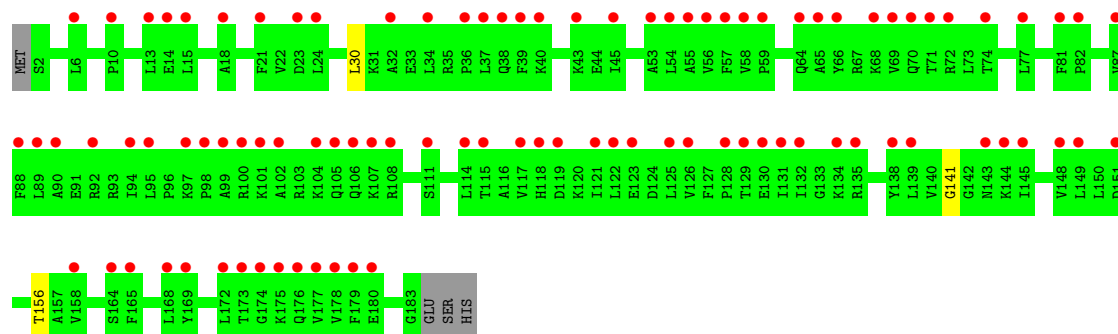 MET S2 L6 P10 L13 E14 L15 A18 F21 V22 D23 L24 L30 K31 A32 E33 L34 R35 P36 L37 Q38 F39 K40 K43 E44 I45 A53 L54 A55 V56 F57 V58 P59 Q64 A65 Y66 R67 K68 V69 Q70 T71 R72 L73 T74 L77 F81 P82 V87
F88 L89 A90 E91 R92 R93 I94 L95 P96 K97 P98 A99 R100 K101 A102 R103 K104 Q105 Q106 K107 R108 S111 L114 T115 A116 V117 H118 D119 K120 I121 L122 E123 D124 L125 V126 F127 P128 T129 E130 I131 I132 G133 K134 R135 Y138 L139 V140 G141 G142 N143 K144 I145 V148 L149 L150 D151
T156 A157 V158 S164 F165 L168 Y169 L172 T173 G174 K175 Q176 V177 V178 F179 E180 G183 GLU SER HIS